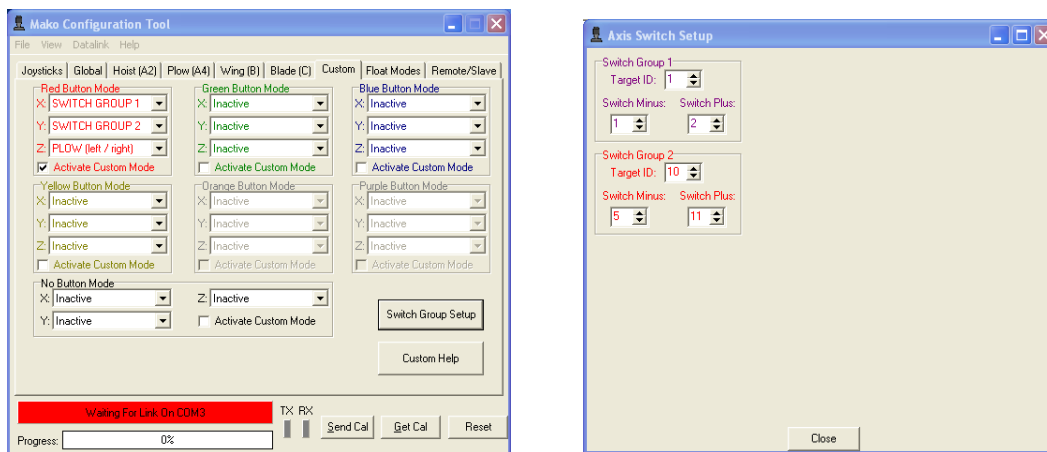 Mako Configuration Tool
File View Datalink Help
Joysticks Global Hoist (A2) Plow (A4) Wing (B) Blade (C) Custom Float Modes Remote/Slave
Red Button Mode
X: SWITCH GROUP 1
Y: SWITCH GROUP 2
Z: PLOW (left / right)
Activate Custom Mode
Green Button Mode
X: Inactive
Y: Inactive
Z: Inactive
Activate Custom Mode
Blue Button Mode
X: Inactive
Y: Inactive
Z: Inactive
Activate Custom Mode
Yellow Button Mode
X: Inactive
Y: Inactive
Z: Inactive
Activate Custom Mode
Orange Button Mode
X: Inactive
Y: Inactive
Z: Inactive
Activate Custom Mode
Purple Button Mode
X: Inactive
Y: Inactive
Z: Inactive
Activate Custom Mode
No Button Mode
X: Inactive
Z: Inactive
Y: Inactive
Activate Custom Mode
Switch Group Setup
Custom Help
Waiting For Link On COM3
TX RX
Send Cal Get Cal Reset
Progress: 0%
Axis Switch Setup
Switch Group 1
Target ID: 1
Switch Minus: Switch Plus:
1 2
Switch Group 2
Target ID: 10
Switch Minus: Switch Plus:
5 11
Close